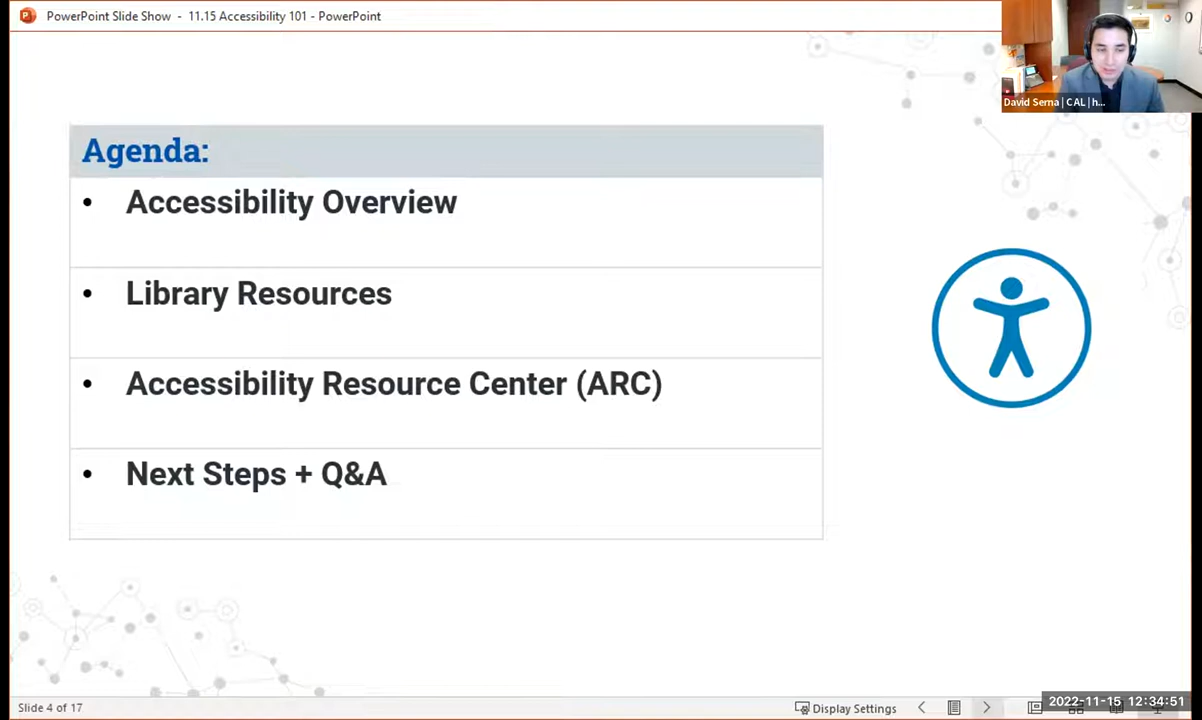 PowerPoint Slide Show - 11.15 Accessibility 101 - PowerPoint
David Serna | CAL | h...
Agenda:
• Accessibility Overview
• Library Resources
• Accessibility Resource Center (ARC)
• Next Steps + Q&A
Slide 4 of 17
Display Settings
2022-11-15 12:34:51